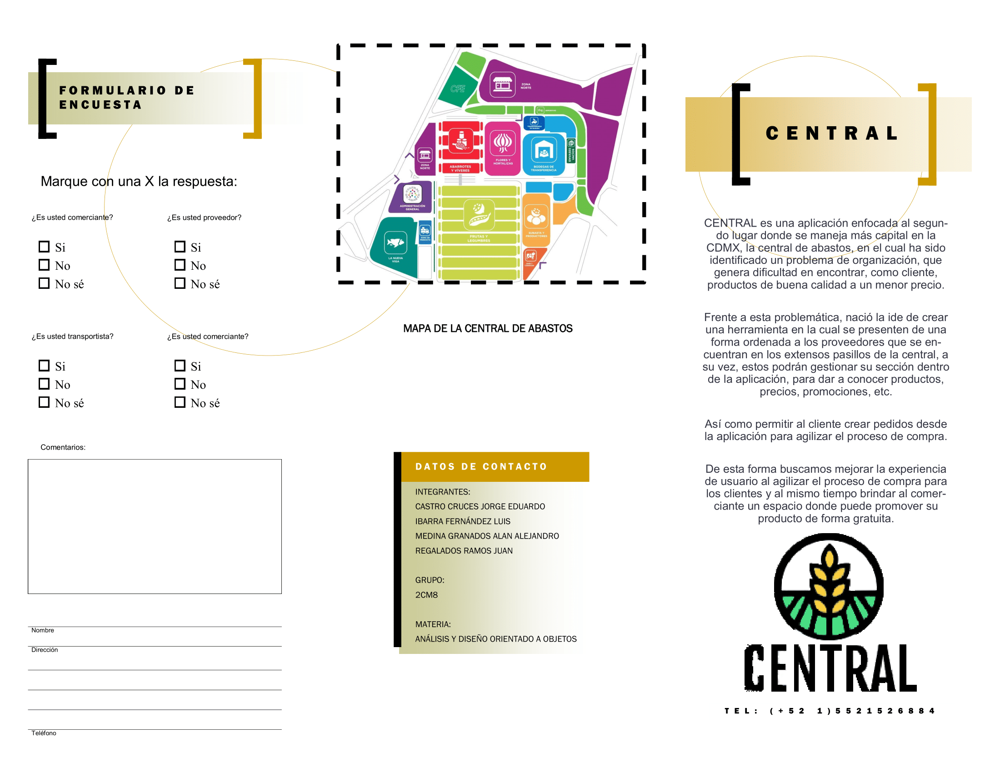 FORMULARIO DE
ENCUESTA
Marque con una X la respuesta:
¿Es usted comerciante?
Si
No
No sé
¿Es usted proveedor?
Si
No
No sé
¿Es usted transportista?
Si
No
No sé
¿Es usted comerciante?
Si
No
No sé
Comentarios:
Nombre
Dirección
Teléfono
CFE
ZONA
NORTE
TRANSFERENCIA
ZONA
NORTE
ABARROTES
Y VÍVERES
FLORES Y
HORTALIZAS
BODEGAS DE
TRANSFERENCIA
ENVASES
VACÍOS
CENTRAL
DE ABASTO
ADMINISTRACIÓN
GENERAL
FRUTAS Y
LEGUMBRES
SUBASTA Y
PRODUCTORES
LA NUEVA
VIGA
ZONA DE
MAPA DE LA CENTRAL DE ABASTOS
DATOS DE CONTACTO
INTEGRANTES:
CASTRO CRUCES JORGE EDUARDO
IBARRA FERNÁNDEZ LUIS
MEDINA GRANADOS ALAN ALEJANDRO
REGALADOS RAMOS JUAN
GRUPO:
2CM8
MATERIA:
ANÁLISIS Y DISEÑO ORIENTADO A OBJETOS
CENTRAL
CENTRAL es una aplicación enfocada al segun-
do lugar donde se maneja más capital en la
CDMX, la central de abastos, en el cual ha sido
identificado un problema de organización, que
genera dificultad en encontrar, como cliente,
productos de buena calidad a un menor precio.
Frente a esta problemática, nació la ide de crear
una herramienta en la cual se presenten de una
forma ordenada a los proveedores que se en-
cuentran en los extensos pasillos de la central, a
su vez, estos podrán gestionar su sección dentro
de la aplicación, para dar a conocer productos,
precios, promociones, etc.
Así como permitir al cliente crear pedidos desde
la aplicación para agilizar el proceso de compra.
De esta forma buscamos mejorar la experiencia
de usuario al agilizar el proceso de compra para
los clientes y al mismo tiempo brindar al comer-
ciante un espacio donde puede promover su
producto de forma gratuita.
CENTRAL
TEL: (+52 1)5521526884